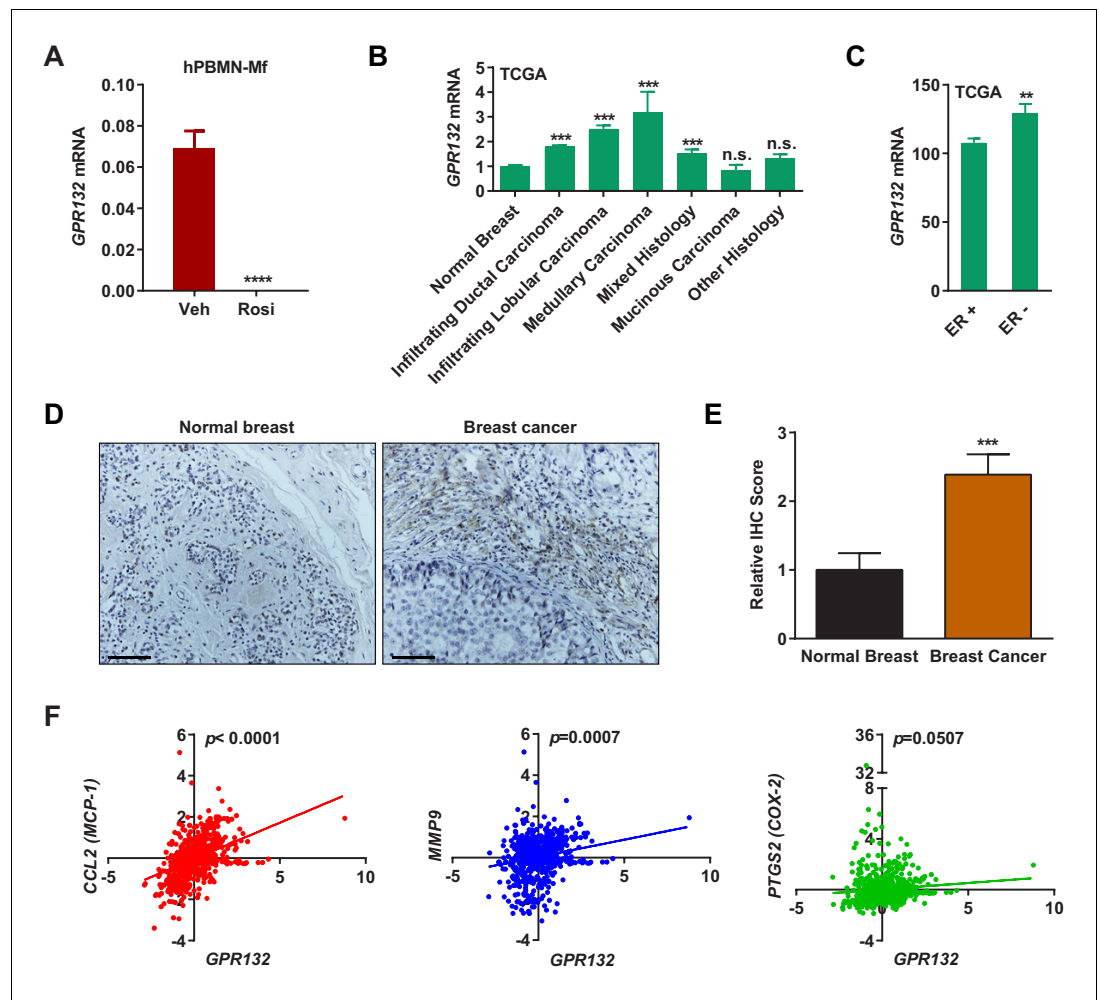 A
hPBMN-Mf
GPR132 mRNA
0.10
0.08
0.06
0.04
0.02
0.00
****
Veh Rosi
B
TCGA
GPR132 mRNA
5
4
3
2
1
0
*** *** *** *** n.s. n.s.
Normal Breast
Infiltrating Ductal Carcinoma
Infiltrating Lobular Carcinoma
Medullary Carcinoma
Mixed Histology
Mucinous Carcinoma
Other Histology
C
TCGA
GPR132 mRNA
150
100
50
0
**
ER +
ER -
D
Normal breast
Breast cancer
E
Relative IHC Score
3
2
1
0
***
Normal Breast Breast Cancer
F
p< 0.0001
CCL2 (MCP-1)
6
4
2
-2
-4
-5 0 5 10
GPR132
p=0.0007
MMP9
6
4
2
-2
-4
-5 0 5 10
GPR132
p=0.0507
PTGS2 (COX-2)
36
32
8
4
-4
-5 0 5 10
GPR132